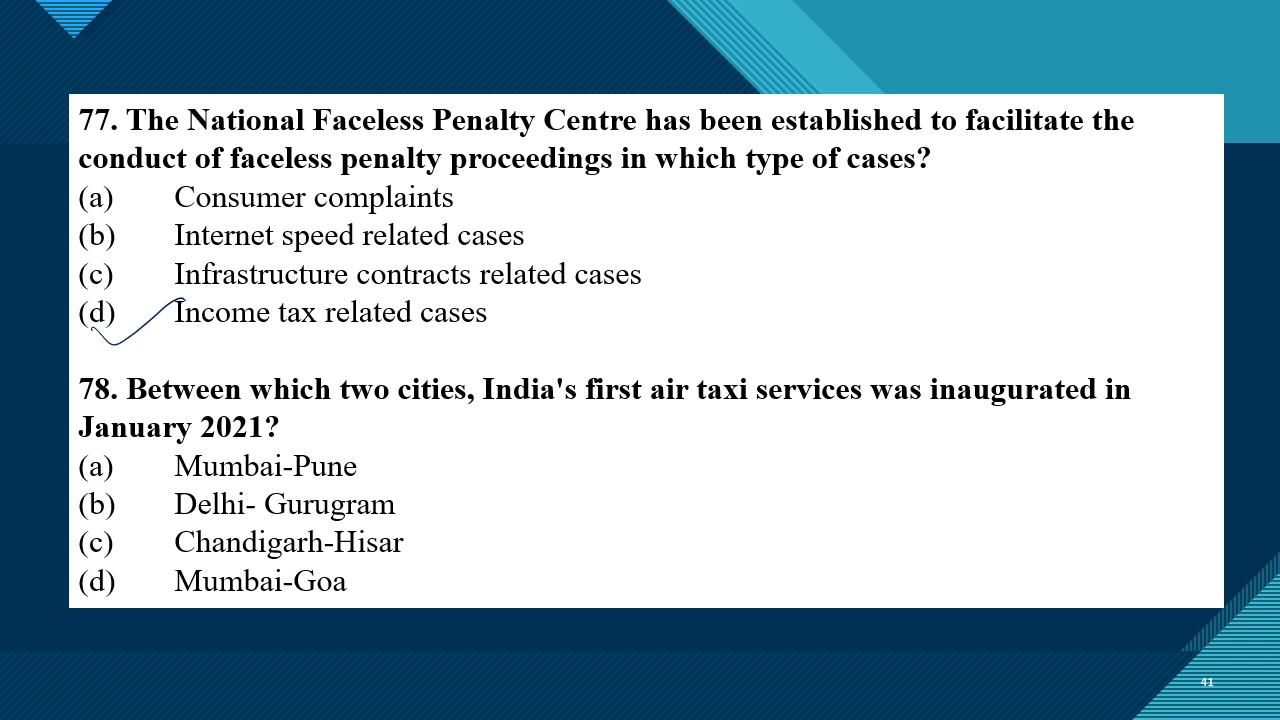 77. The National Faceless Penalty Centre has been established to facilitate the
conduct of faceless penalty proceedings in which type of cases?
(a) Consumer complaints
(b) Internet speed related cases
(c) Infrastructure contracts related cases
(d) Income tax related cases
78. Between which two cities, India's first air taxi services was inaugurated in
January 2021?
(a) Mumbai-Pune
(b) Delhi- Gurugram
(c) Chandigarh-Hisar
(d) Mumbai-Goa
41